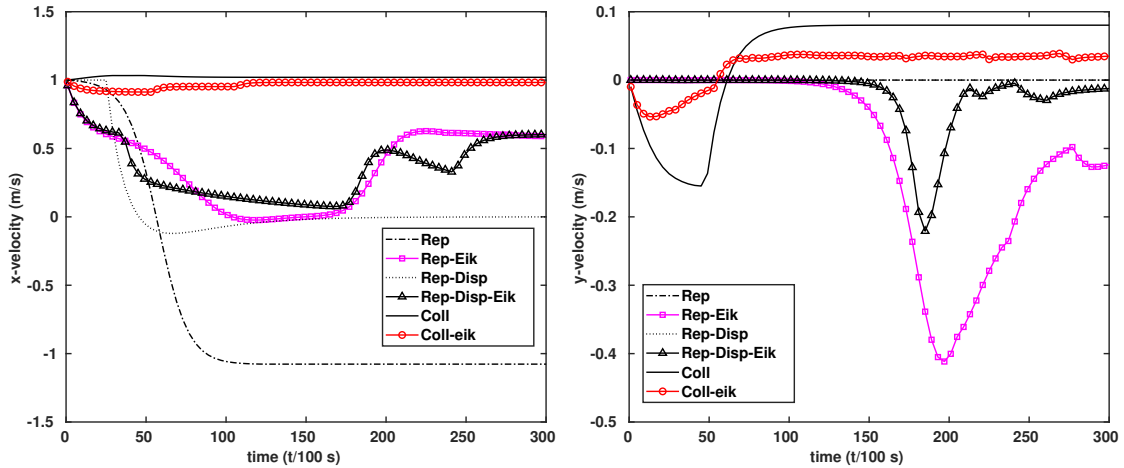 1.5
1
0.5
0
-0.5
-1
-1.5
x-velocity (m/s)
0 50 100 150 200 250 300
time (t/100 s)
Rep
Rep-Eik
Rep-Disp
Rep-Disp-Eik
Coll
Coll-eik
0.1
0
-0.1
-0.2
-0.3
-0.4
-0.5
y-velocity (m/s)
0 50 100 150 200 250 300
time (t/100 s)
Rep
Rep-Eik
Rep-Disp
Rep-Disp-Eik
Coll
Coll-eik